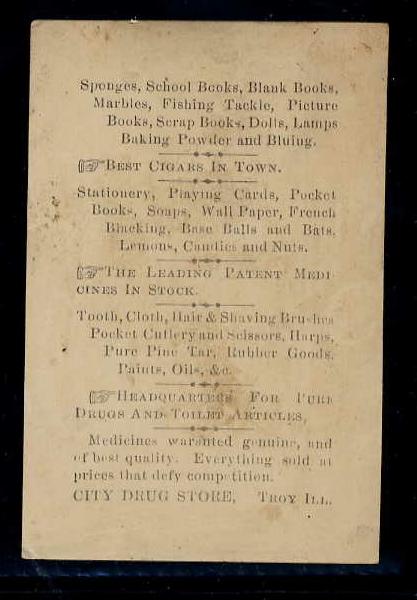 Sponges, School Books, Blank Books,
Marbles, Fishing Tackle, Picture
Books, Scrap Books, Dolls, Lamps
Baking Powder and Bluing.
☞BEST CIGARS IN TOWN.
Stationery, Playing Cards, Pocket
Books, Soaps, Wall Paper, French
Blacking, Base Balls and Bats.
Lemons, Candies and Nuts.
☞THE LEADING PATENT MEDI
CINES IN STOCK.
Tooth, Cloth, Hair & Shaving Brushes
Pocket Cutlery and Scissors, Harps,
Pure Pine Tar, Rubber Goods,
Paints, Oils, &c.
☞HEADQUARTERS FOR PURE
DRUGS AND TOILET ARTICLES,
Medicines waranted genuine, and
of best quality. Everything sold at
prices that defy competition.
CITY DRUG STORE, TROY ILL.